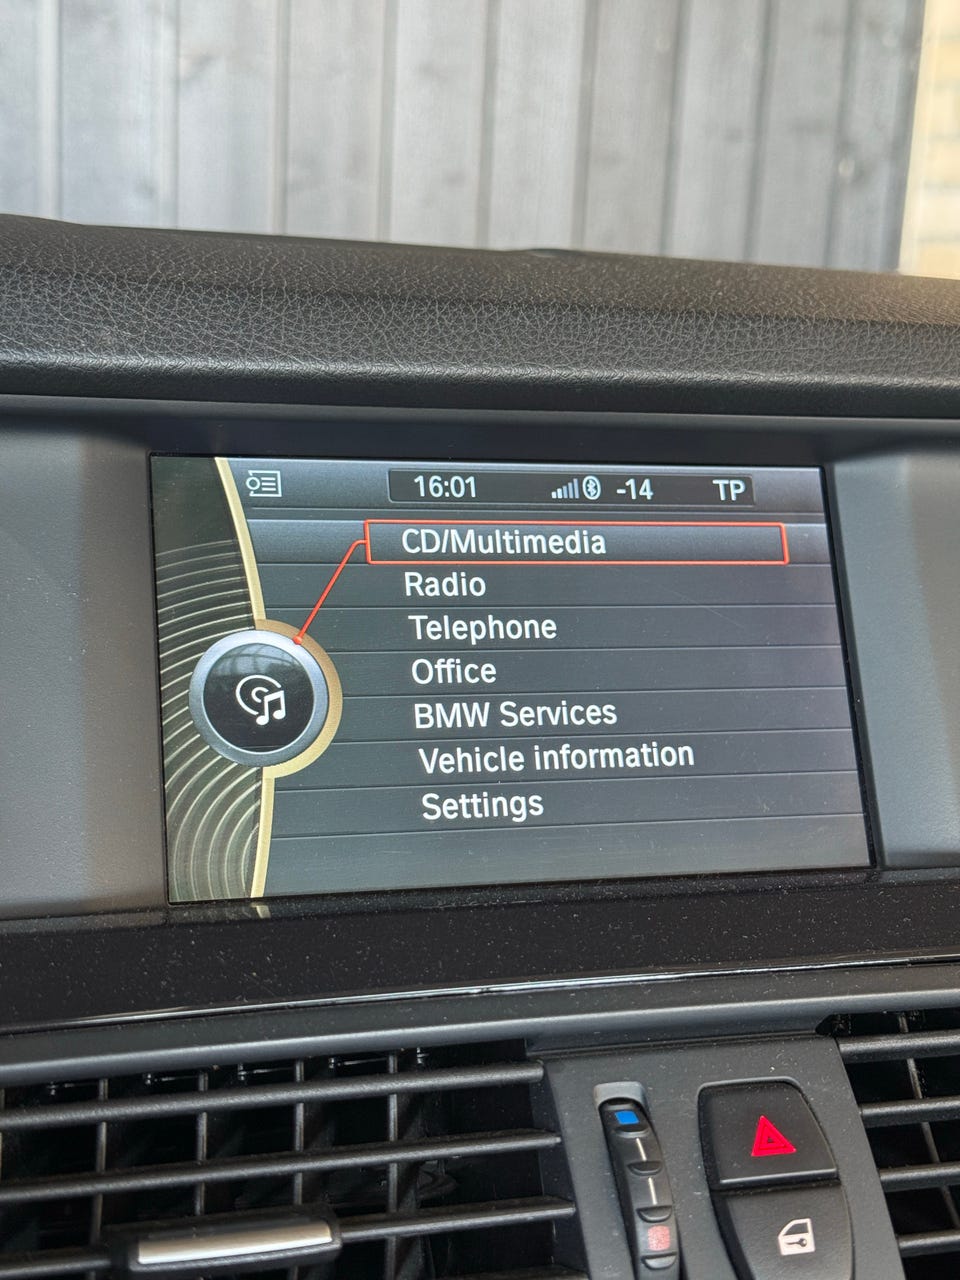 16:01 -14 TP
CD/Multimedia
Radio
Telephone
Office
BMW Services
Vehicle information
Settings